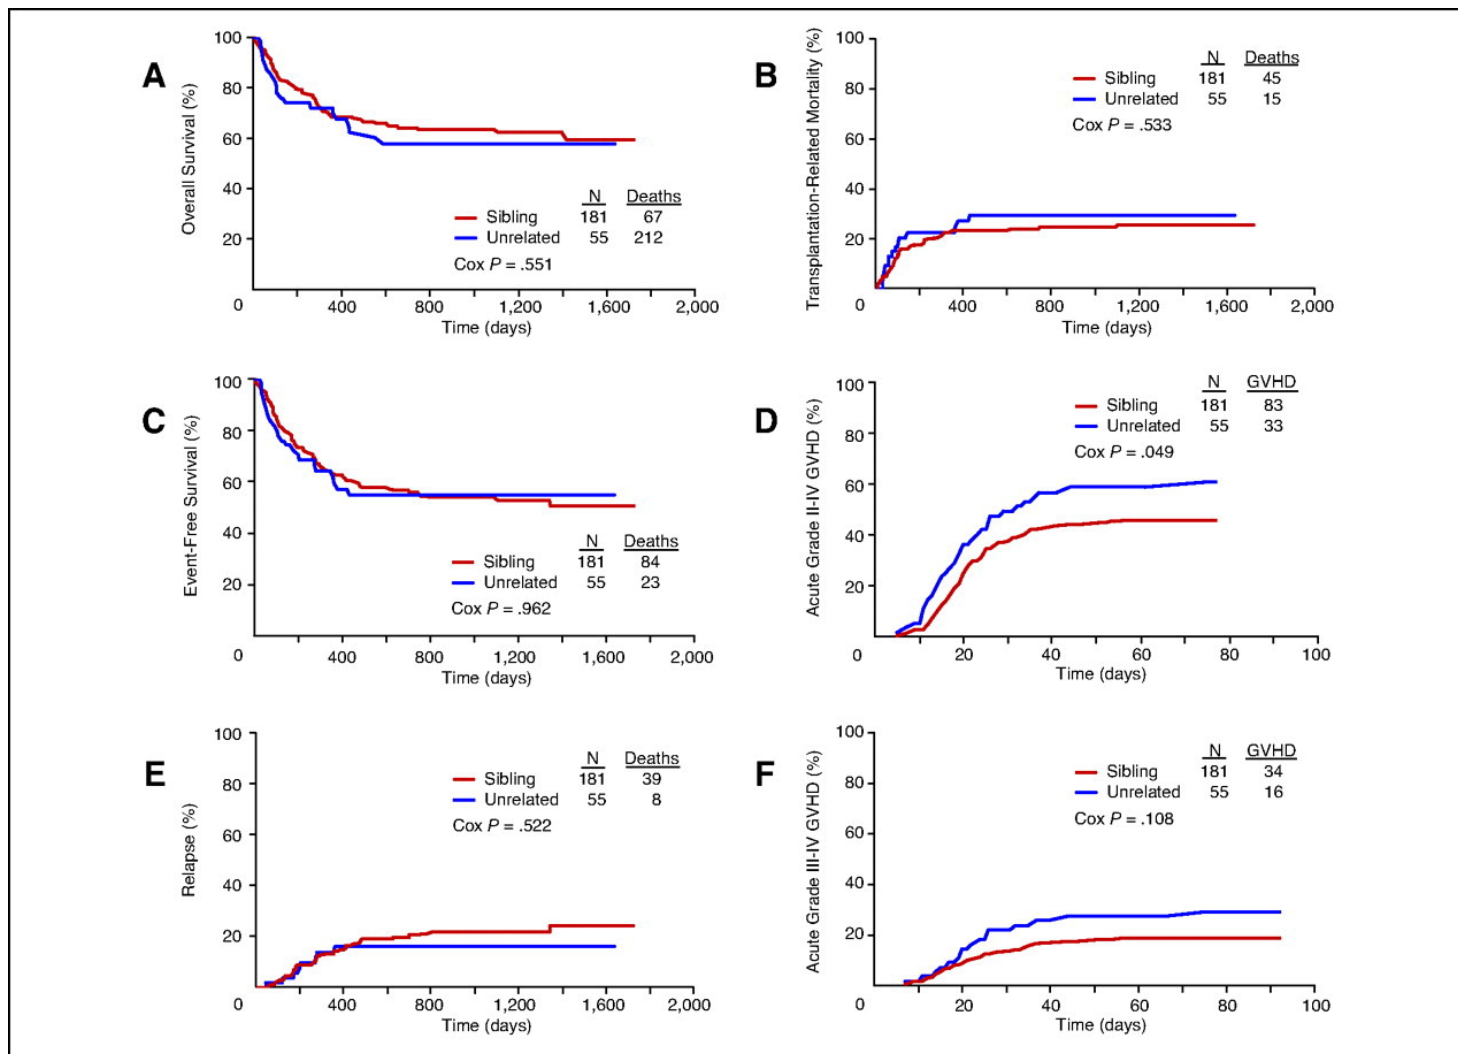 A
Overall Survival (%)
100
80
60
40
20
0
400
800
1,200
1,600
2,000
Time (days)
N Deaths
Sibling 181 67
Unrelated 55 212
Cox P = .551
B
Transplantation-Related Mortality (%)
100
80
60
40
20
0
400
800
1,200
1,600
2,000
Time (days)
N Deaths
Sibling 181 45
Unrelated 55 15
Cox P = .533
C
Event-Free Survival (%)
100
80
60
40
20
0
400
800
1,200
1,600
2,000
Time (days)
N Deaths
Sibling 181 84
Unrelated 55 23
Cox P = .962
D
Acute Grade II-IV GVHD (%)
100
80
60
40
20
0
20
40
60
80
100
Time (days)
N GVHD
Sibling 181 83
Unrelated 55 33
Cox P = .049
E
Relapse (%)
100
80
60
40
20
0
400
800
1,200
1,600
2,000
Time (days)
N Deaths
Sibling 181 39
Unrelated 55 8
Cox P = .522
F
Acute Grade III-IV GVHD (%)
100
80
60
40
20
0
20
40
60
80
100
Time (days)
N GVHD
Sibling 181 34
Unrelated 55 16
Cox P = .108